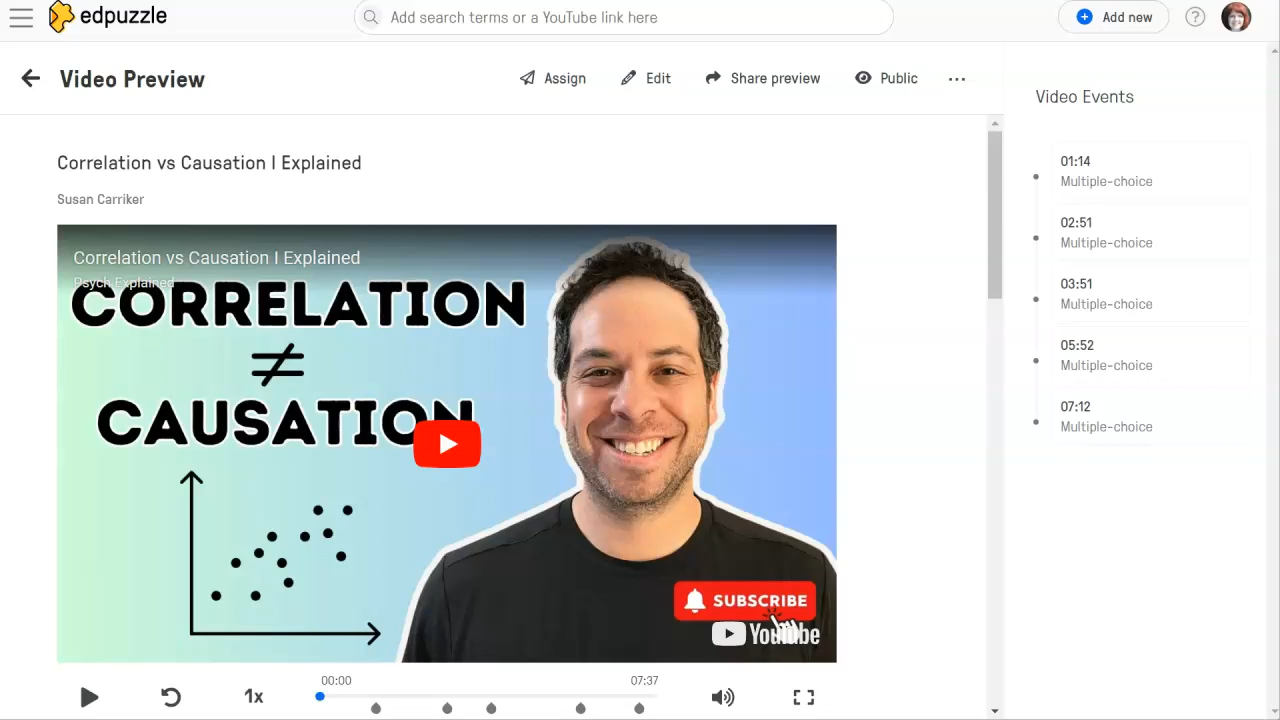 edpuzzle
Add search terms or a YouTube link here
Add new
?
Video Preview
Assign
Edit
Share preview
Public
Video Events
Correlation vs Causation I Explained
Susan Carriker
Correlation vs Causation I Explained
Psych Explained
CORRELATION
≠
CAUSATION
SUBSCRIBE
YouTube
00:00
07:37
1x
01:14
Multiple-choice
02:51
Multiple-choice
03:51
Multiple-choice
05:52
Multiple-choice
07:12
Multiple-choice